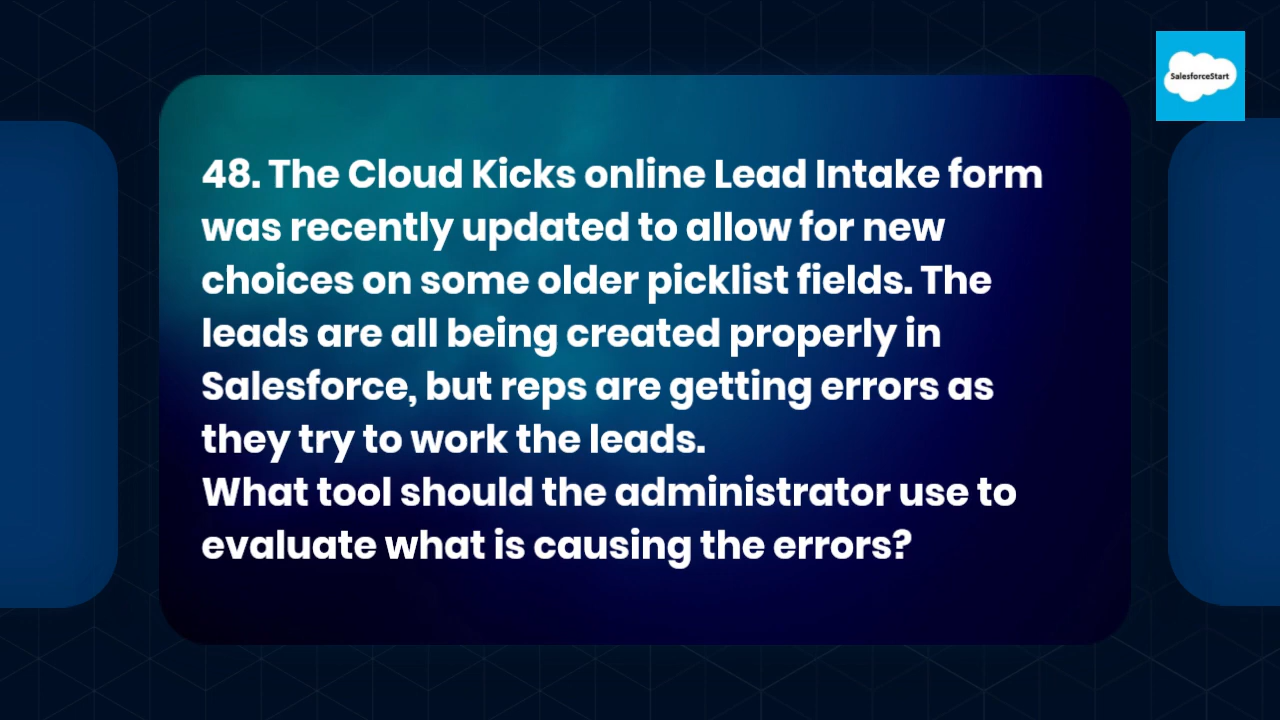 SalesforceStart
48. The Cloud Kicks online Lead Intake form
was recently updated to allow for new
choices on some older picklist fields. The
leads are all being created properly in
Salesforce, but reps are getting errors as
they try to work the leads.
What tool should the administrator use to
evaluate what is causing the errors?